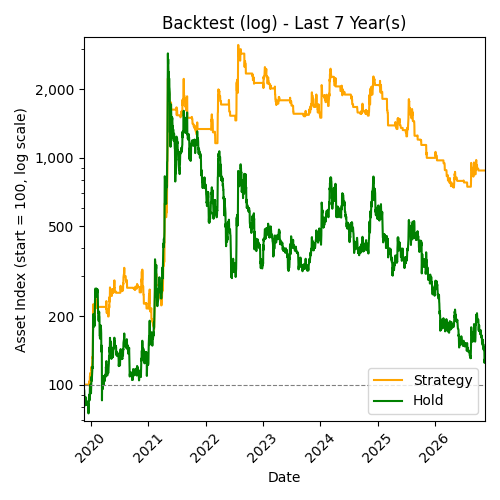 Backtest (log) - Last 7 Year(s)
Asset Index (start = 100, log scale)
2,000
1,000
500
200
100
2020
2021
2022
2023
2024
2025
2026
Date
Strategy
Hold